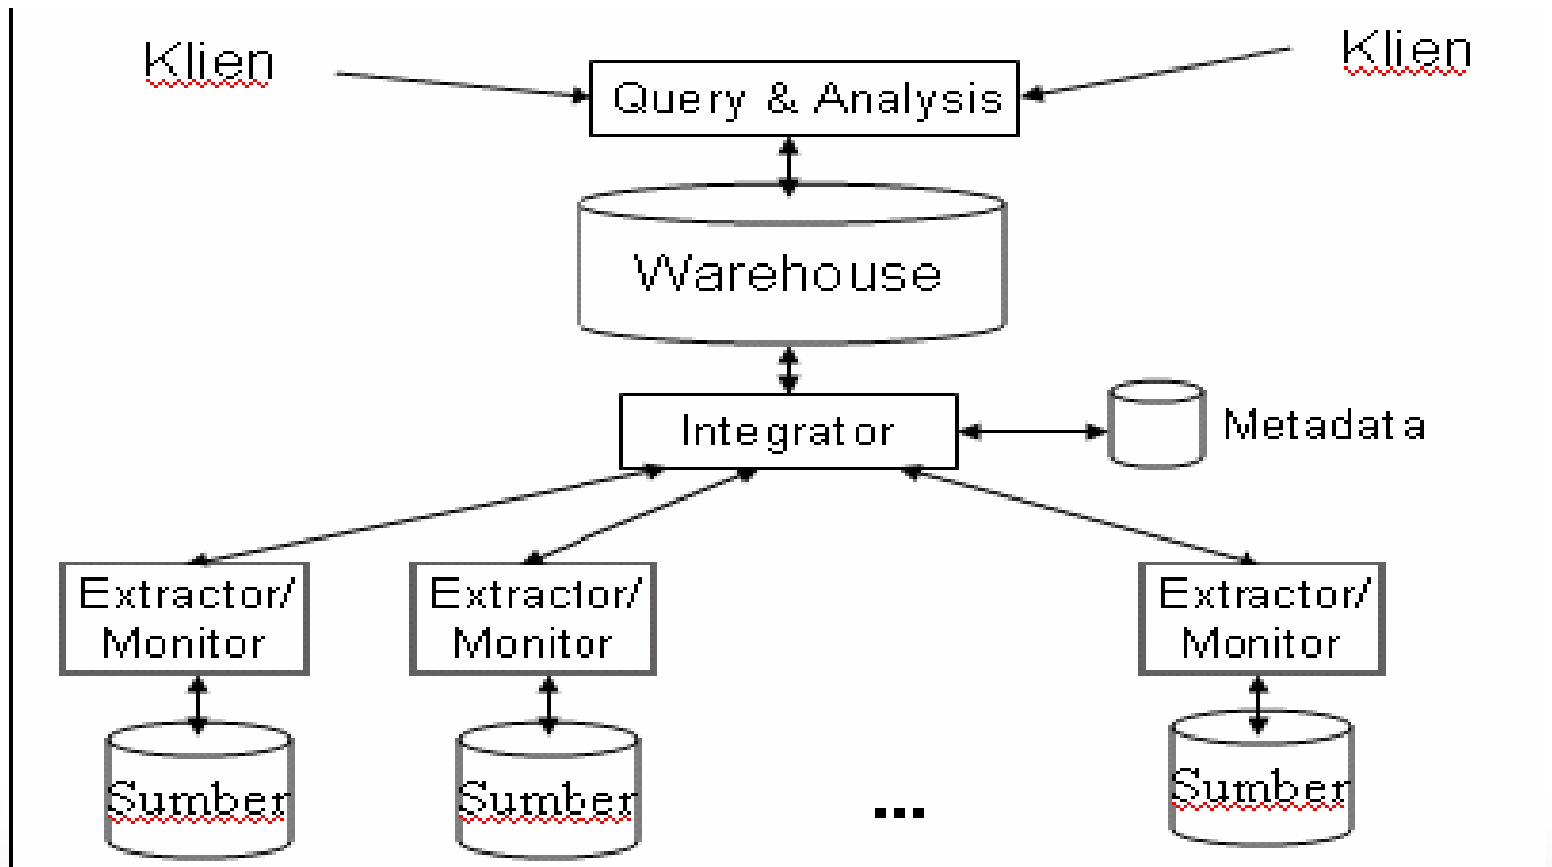 Klien
Klien
Query & Analysis
Warehouse
Integrator
Metadata
Extractor/
Monitor
Extractor/
Monitor
Extractor/
Monitor
Sumber
Sumber
...
Sumber